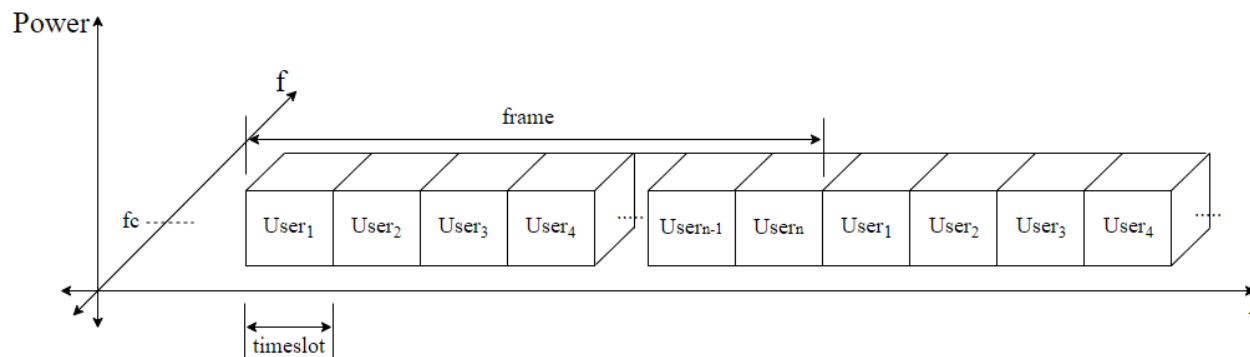 Power
f
frame
fc
User₁ User₂ User₃ User₄ ..... Userₙ₋₁ Userₙ User₁ User₂ User₃ User₄ .....
timeslot